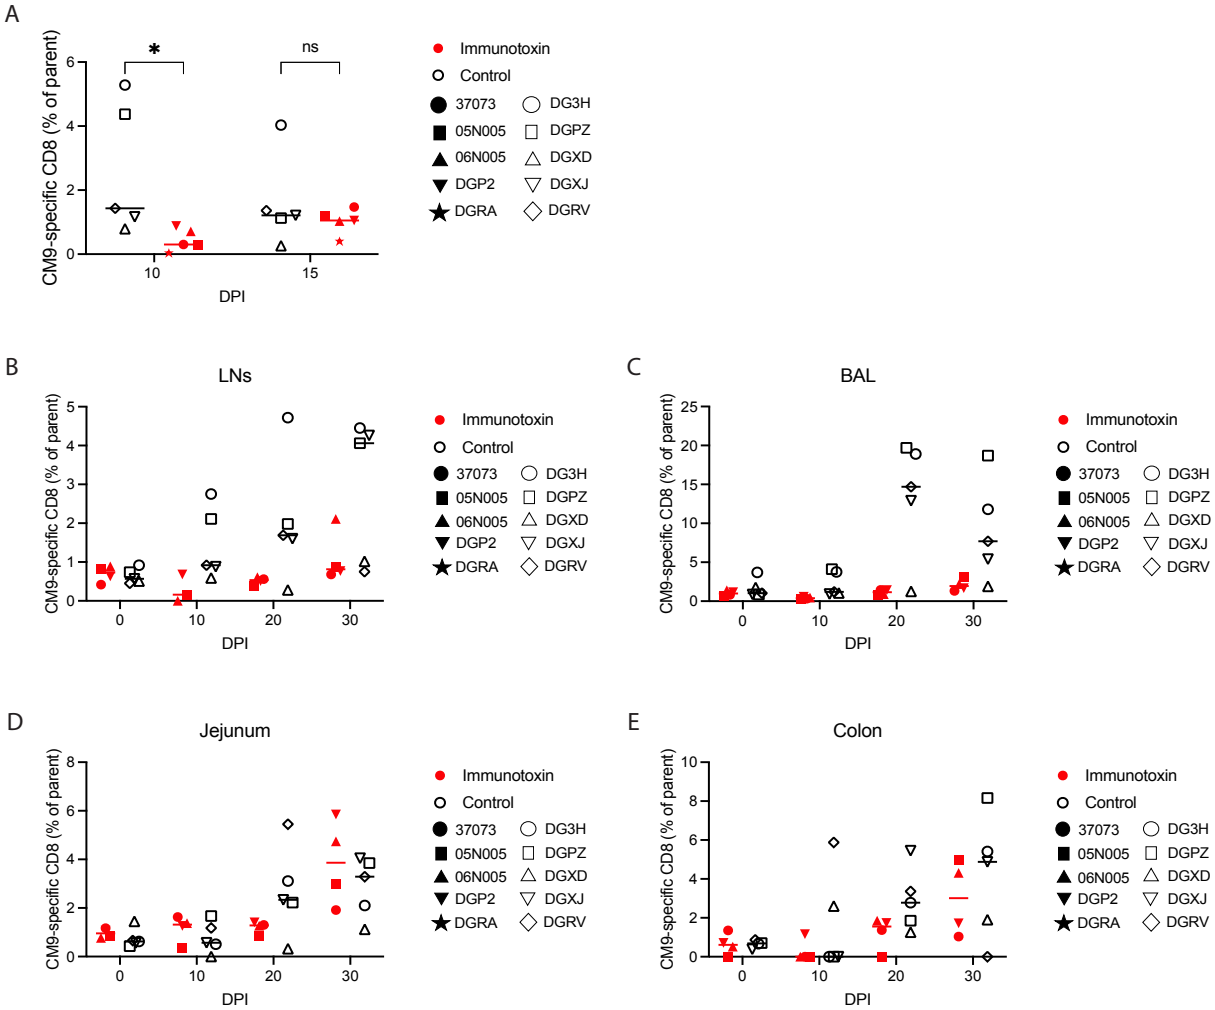 A
CM9-specific CD8 (% of parent)
6
4
2
0
*
ns
10
15
DPI
Immunotoxin
Control
37073 DG3H
05N005 DGPZ
06N005 DGXD
DGP2 DGXJ
DGRA DGRV
B
LNs
CM9-specific CD8 (% of parent)
5
4
3
2
1
0
0
10
20
30
DPI
Immunotoxin
Control
37073 DG3H
05N005 DGPZ
06N005 DGXD
DGP2 DGXJ
DGRA DGRV
C
BAL
CM9-specific CD8 (% of parent)
25
20
15
10
5
0
0
10
20
30
DPI
Immunotoxin
Control
37073 DG3H
05N005 DGPZ
06N005 DGXD
DGP2 DGXJ
DGRA DGRV
D
Jejunum
CM9-specific CD8 (% of parent)
8
6
4
2
0
0
10
20
30
DPI
Immunotoxin
Control
37073 DG3H
05N005 DGPZ
06N005 DGXD
DGP2 DGXJ
DGRA DGRV
E
Colon
CM9-specific CD8 (% of parent)
10
8
6
4
2
0
0
10
20
30
DPI
Immunotoxin
Control
37073 DG3H
05N005 DGPZ
06N005 DGXD
DGP2 DGXJ
DGRA DGRV